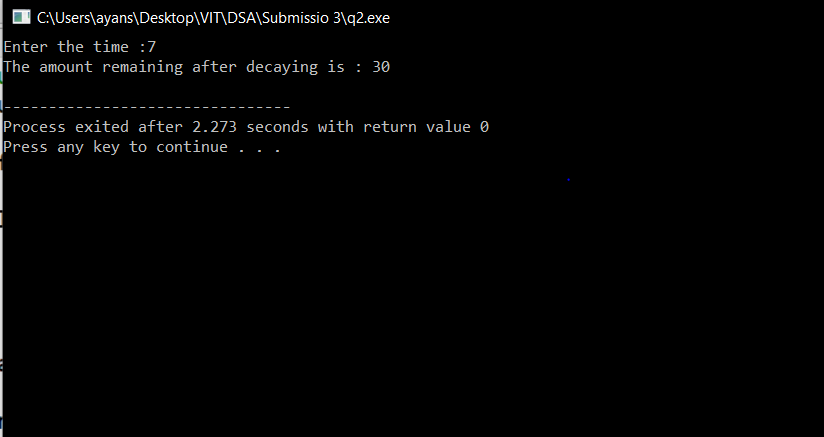 C:\Users\ayans\Desktop\VIT\DSA\Submissio 3\q2.exe
Enter the time :7
The amount remaining after decaying is : 30
--------------------------------
Process exited after 2.273 seconds with return value 0
Press any key to continue . . .